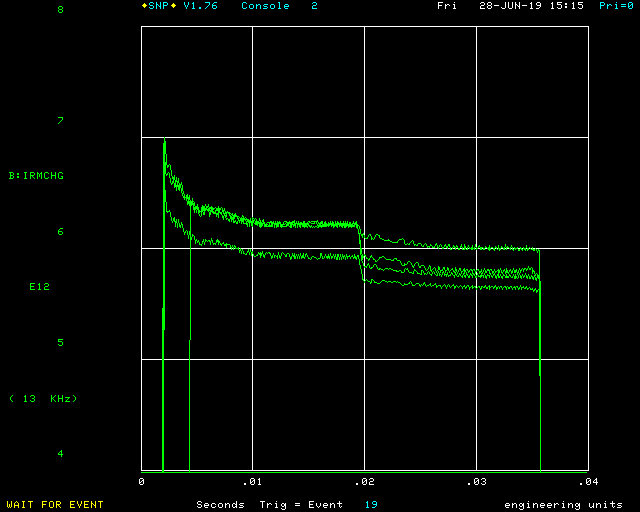 8
◆SNP◆ V1.76 Console 2 Fri 28-JUN-19 15:15 Pri=0
7
B:IRMCHG
6
E12
5
( 13 KHz)
4
0 .01 .02 .03 .04
WAIT FOR EVENT Seconds Trig = Event 19 engineering units